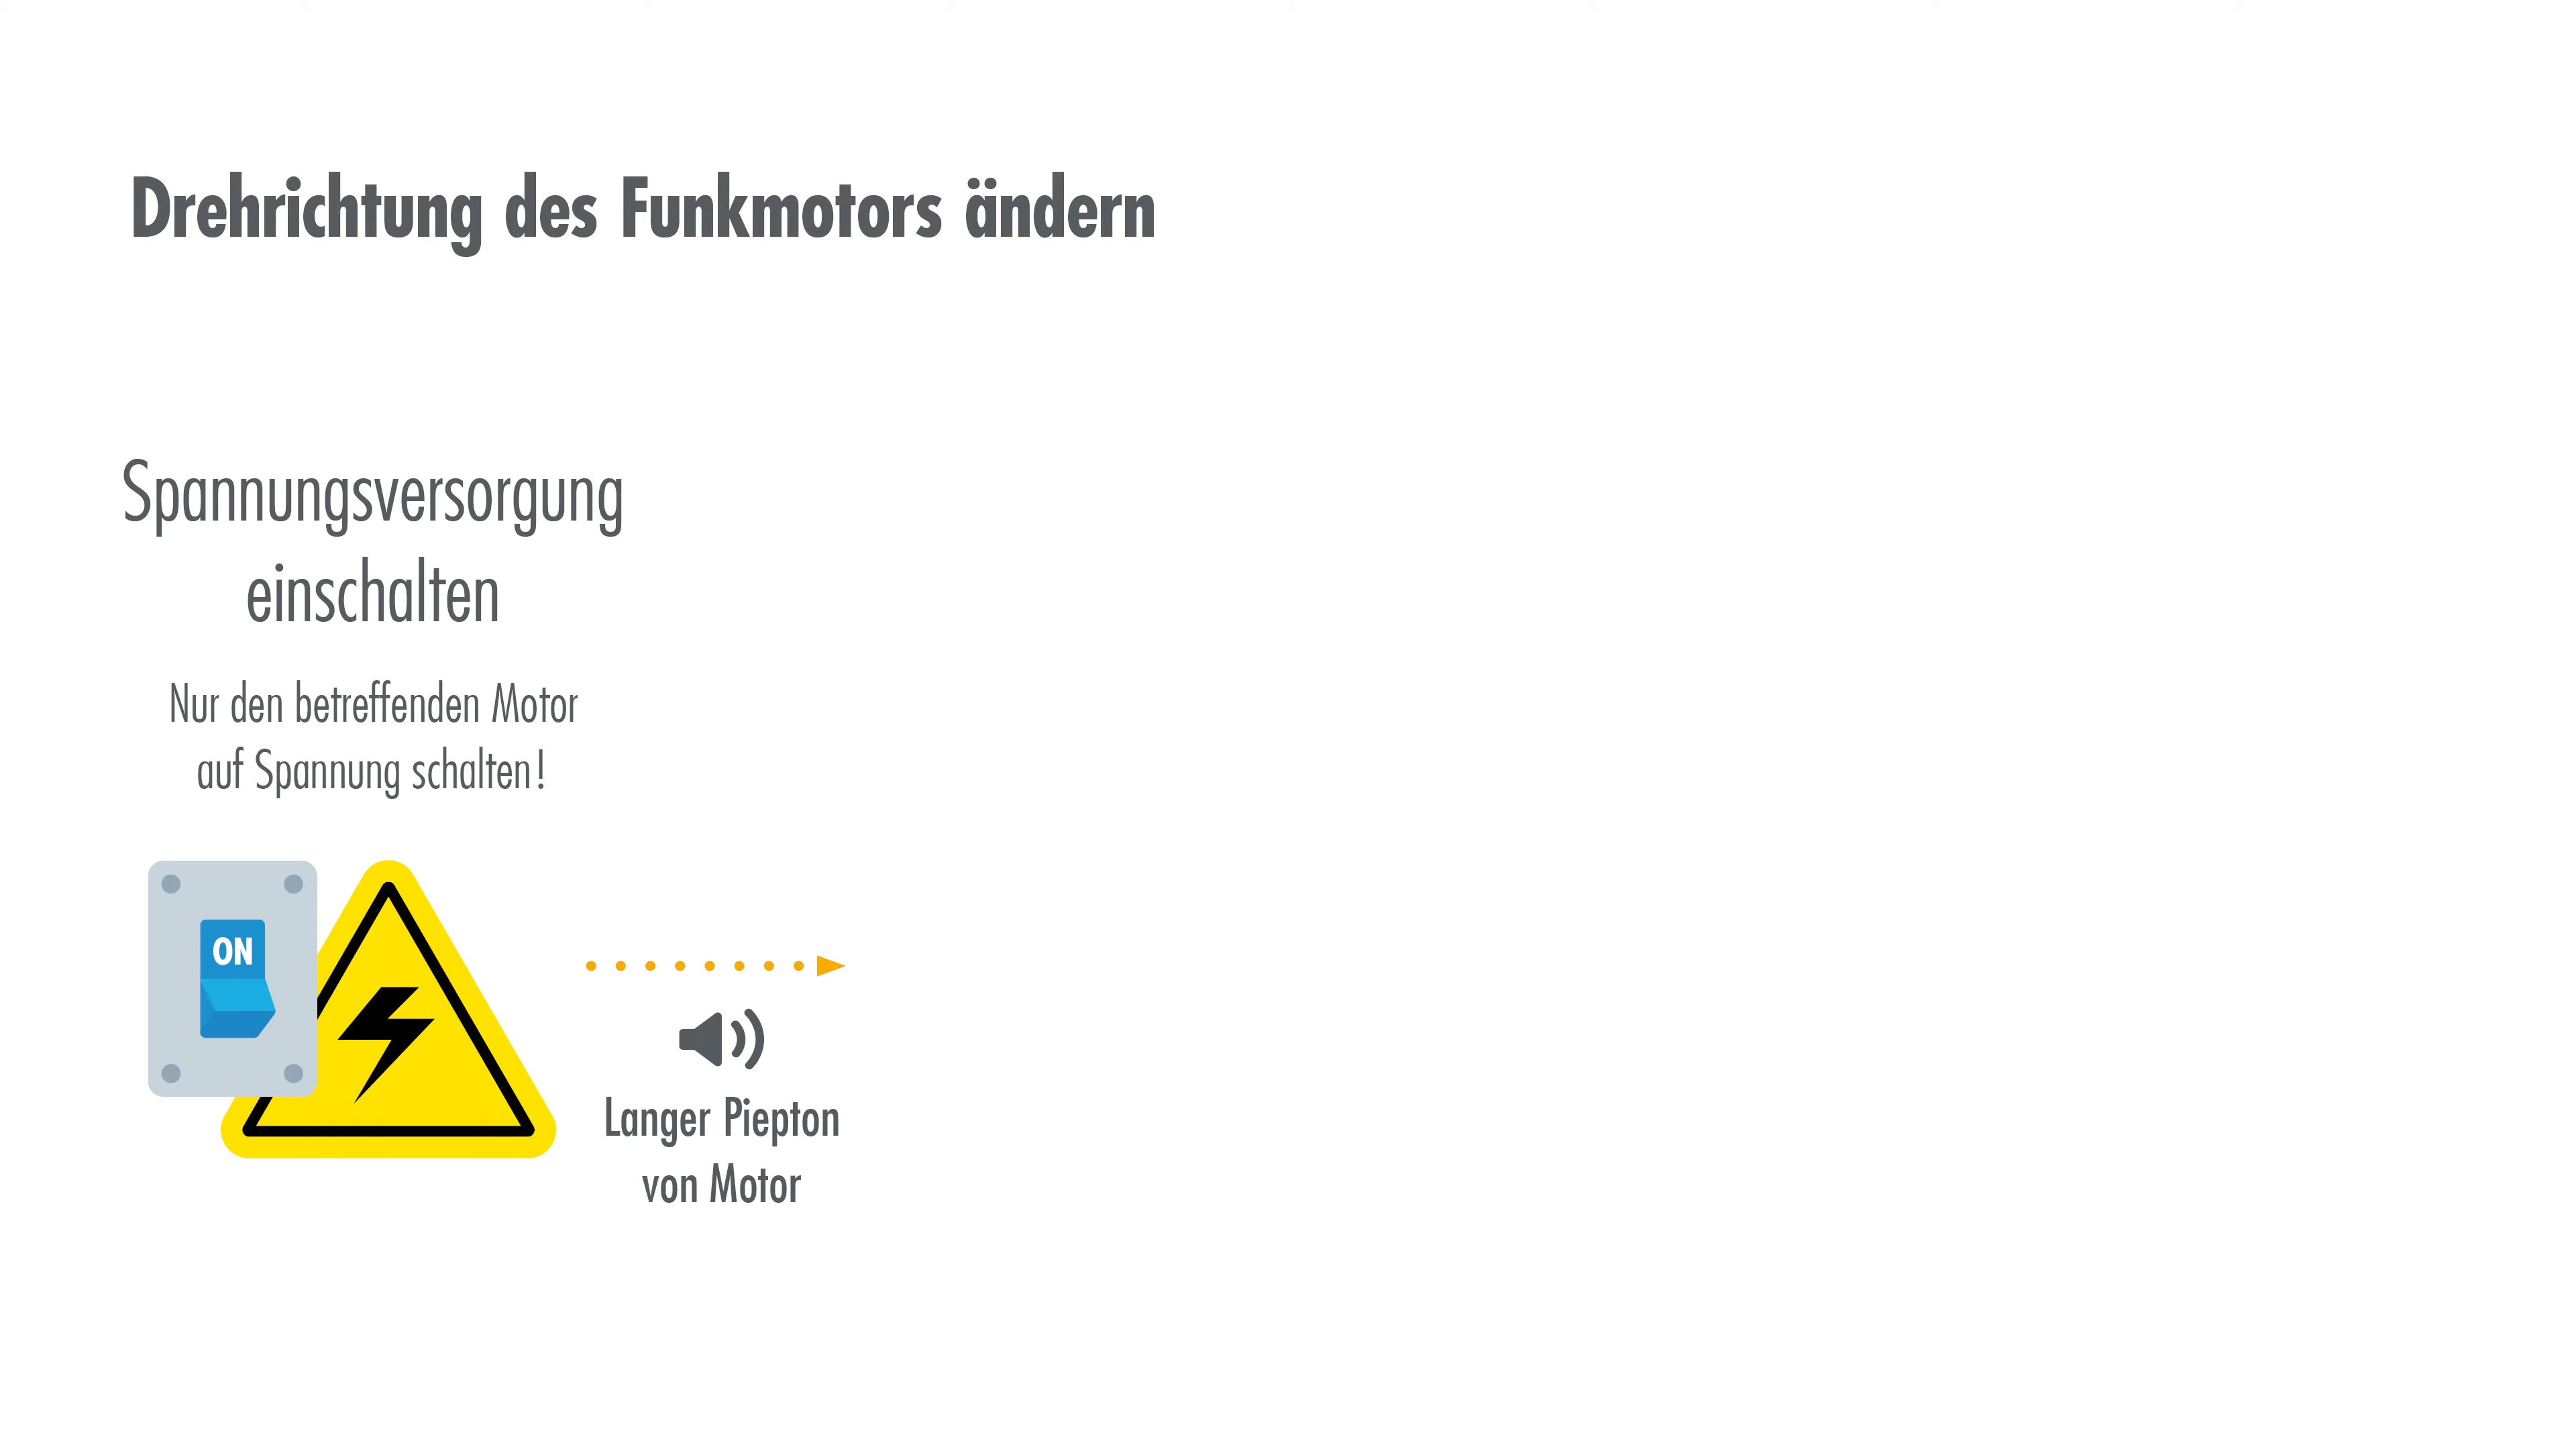 Drehrichtung des Funkmotors ändern
Spannungsversorgung
einschalten
Nur den betreffenden Motor
auf Spannung schalten!
ON
Langer Piepton
von Motor